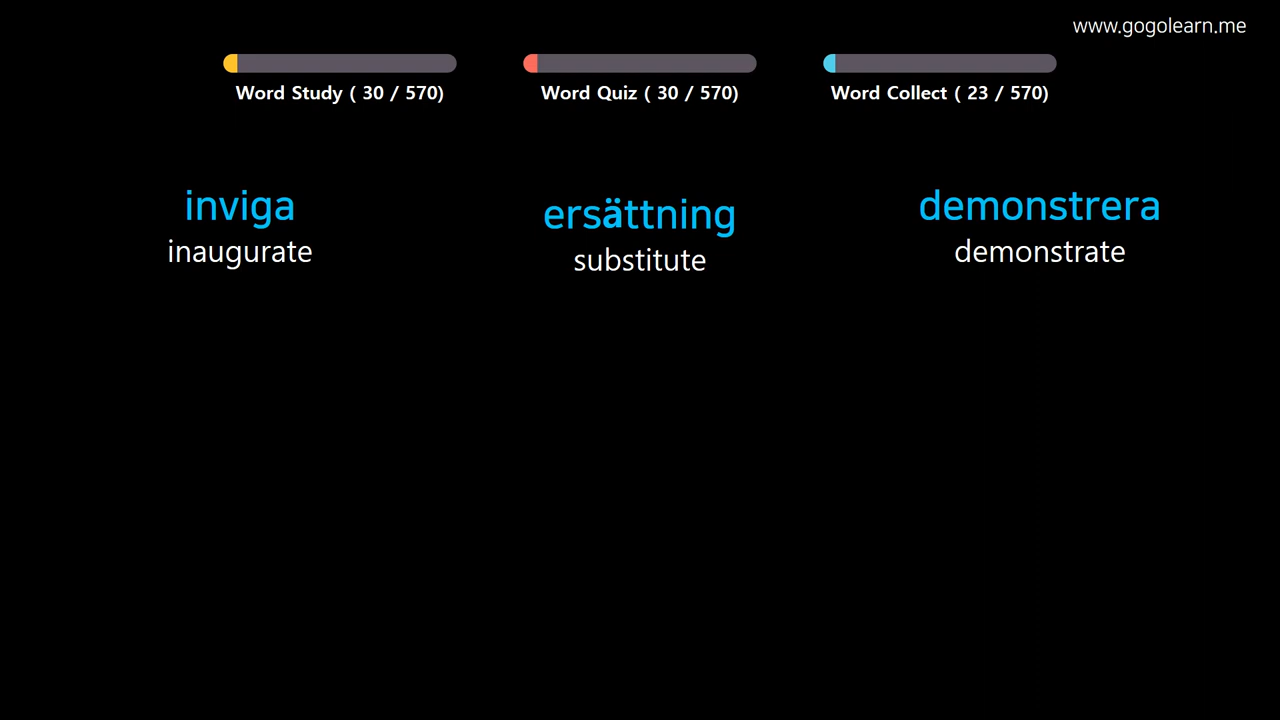 www.gogolearn.me
Word Study ( 30 / 570)
Word Quiz ( 30 / 570)
Word Collect ( 23 / 570)
inviga
inaugurate
ersättning
substitute
demonstrera
demonstrate